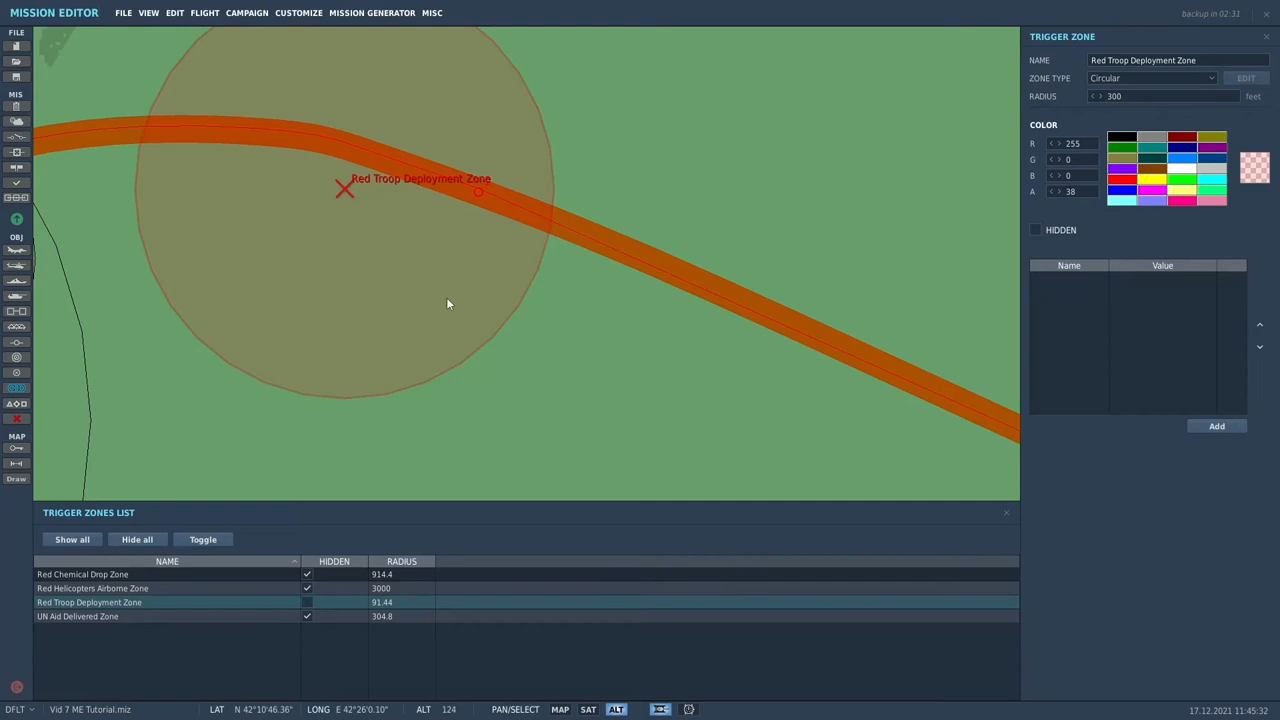 MISSION EDITOR FILE VIEW EDIT FLIGHT CAMPAIGN CUSTOMIZE MISSION GENERATOR MISC backup in 02:31
FILE
MIS
OBJ
MAP
Draw
Red Troop Deployment Zone
TRIGGER ZONE
NAME Red Troop Deployment Zone
ZONE TYPE Circular EDIT
RADIUS 300 feet
COLOR
R 255
G 0
B 0
A 38
HIDDEN
Name Value
Add
TRIGGER ZONES LIST
Show all Hide all Toggle
NAME HIDDEN RADIUS
Red Chemical Drop Zone 914.4
Red Helicopters Airborne Zone 3000
Red Troop Deployment Zone 91.44
UN Aid Delivered Zone 304.8
DFLT Vid 7 ME Tutorial.miz LAT N 42°10'46.36" LONG E 42°26'0.10" ALT 124 PAN/SELECT MAP SAT ALT 17.12.2021 11:45:32